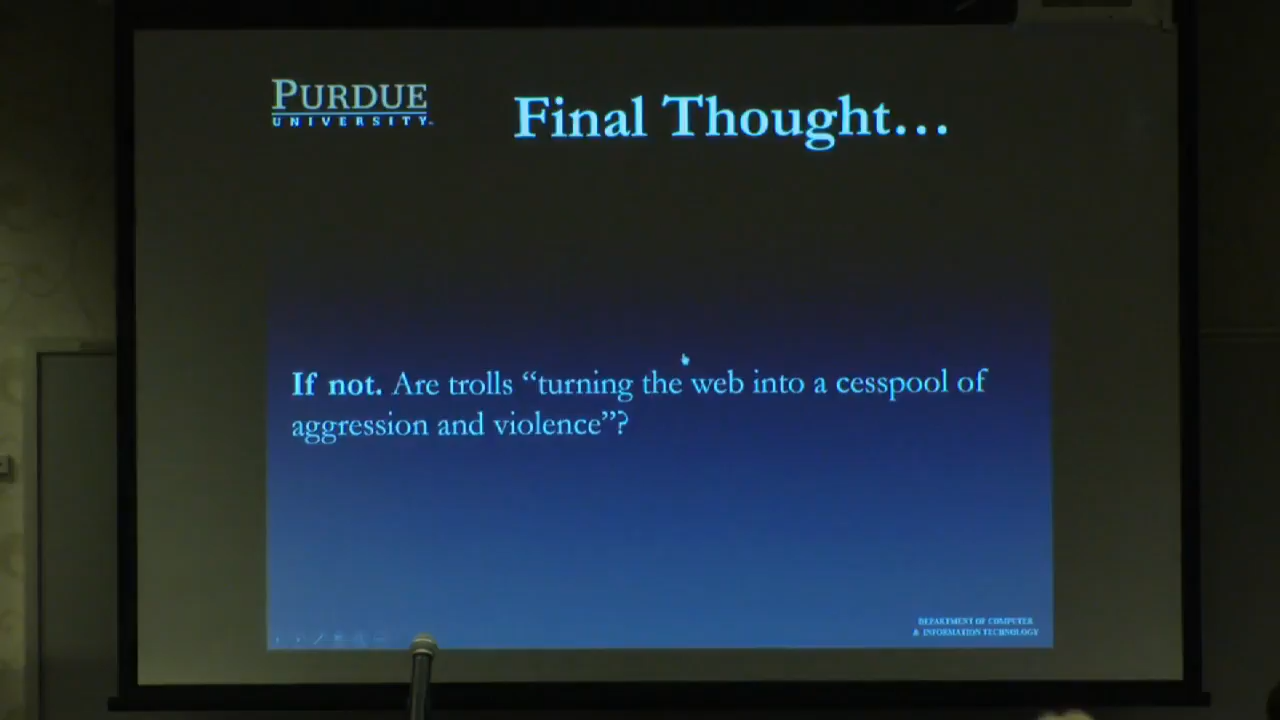 PURDUE
UNIVERSITY
Final Thought...
If not. Are trolls “turning the web into a cesspool of
aggression and violence”?
DEPARTMENT OF COMPUTER
& INFORMATION TECHNOLOGY